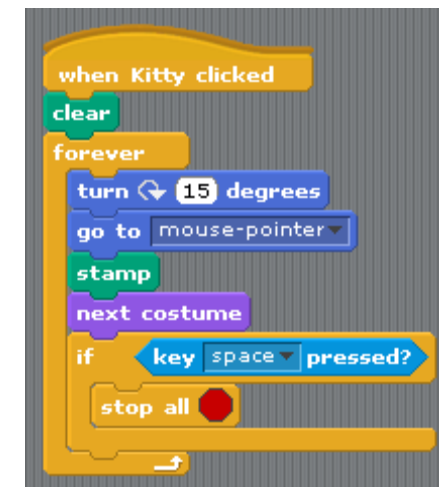 when Kitty clicked
clear
forever
turn 15 degrees
go to mouse-pointer
stamp
next costume
if key space pressed?
stop all